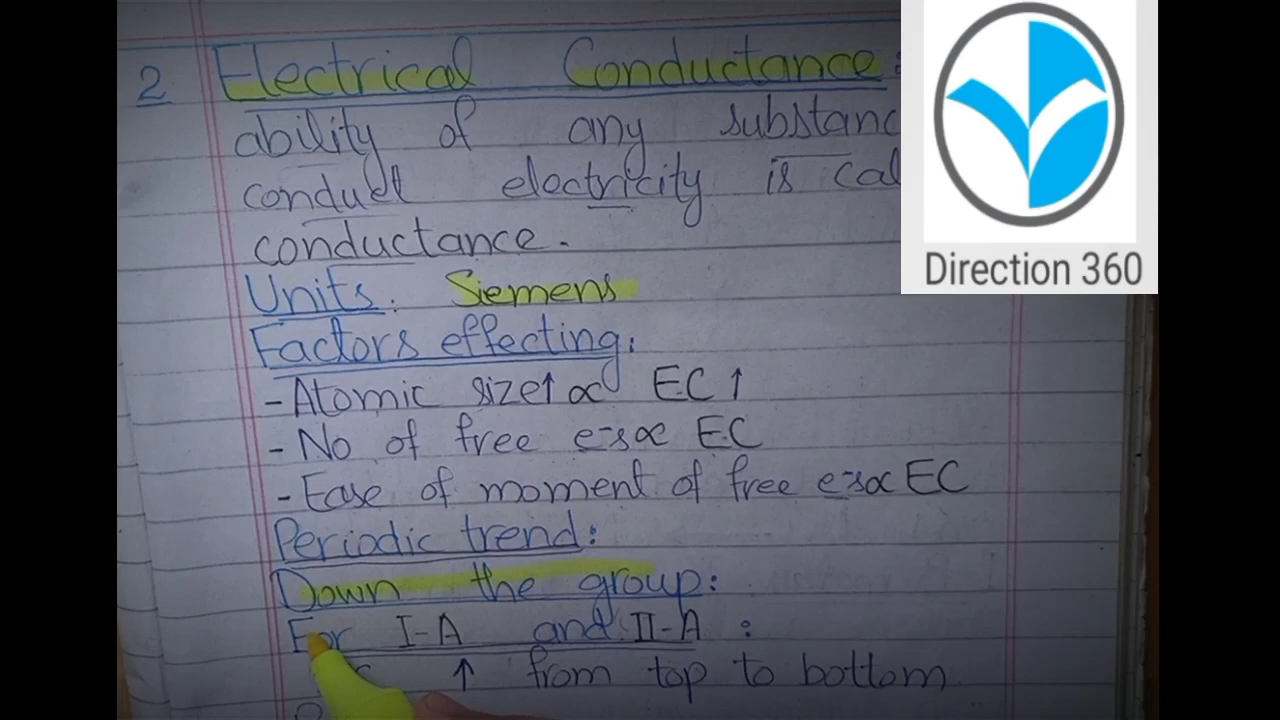 2 Electrical Conductance:
ability of any substanc
conduct electricity is cal
conductance.
Units: Siemens
Factors effecting:
-Atomic size↑ ∝ EC ↑
-No of free e-s∝ EC
-Ease of moment of free e-s∝ EC
Periodic trend:
Down the group:
For I-A and II-A :
↑ from top to bottom
Direction 360